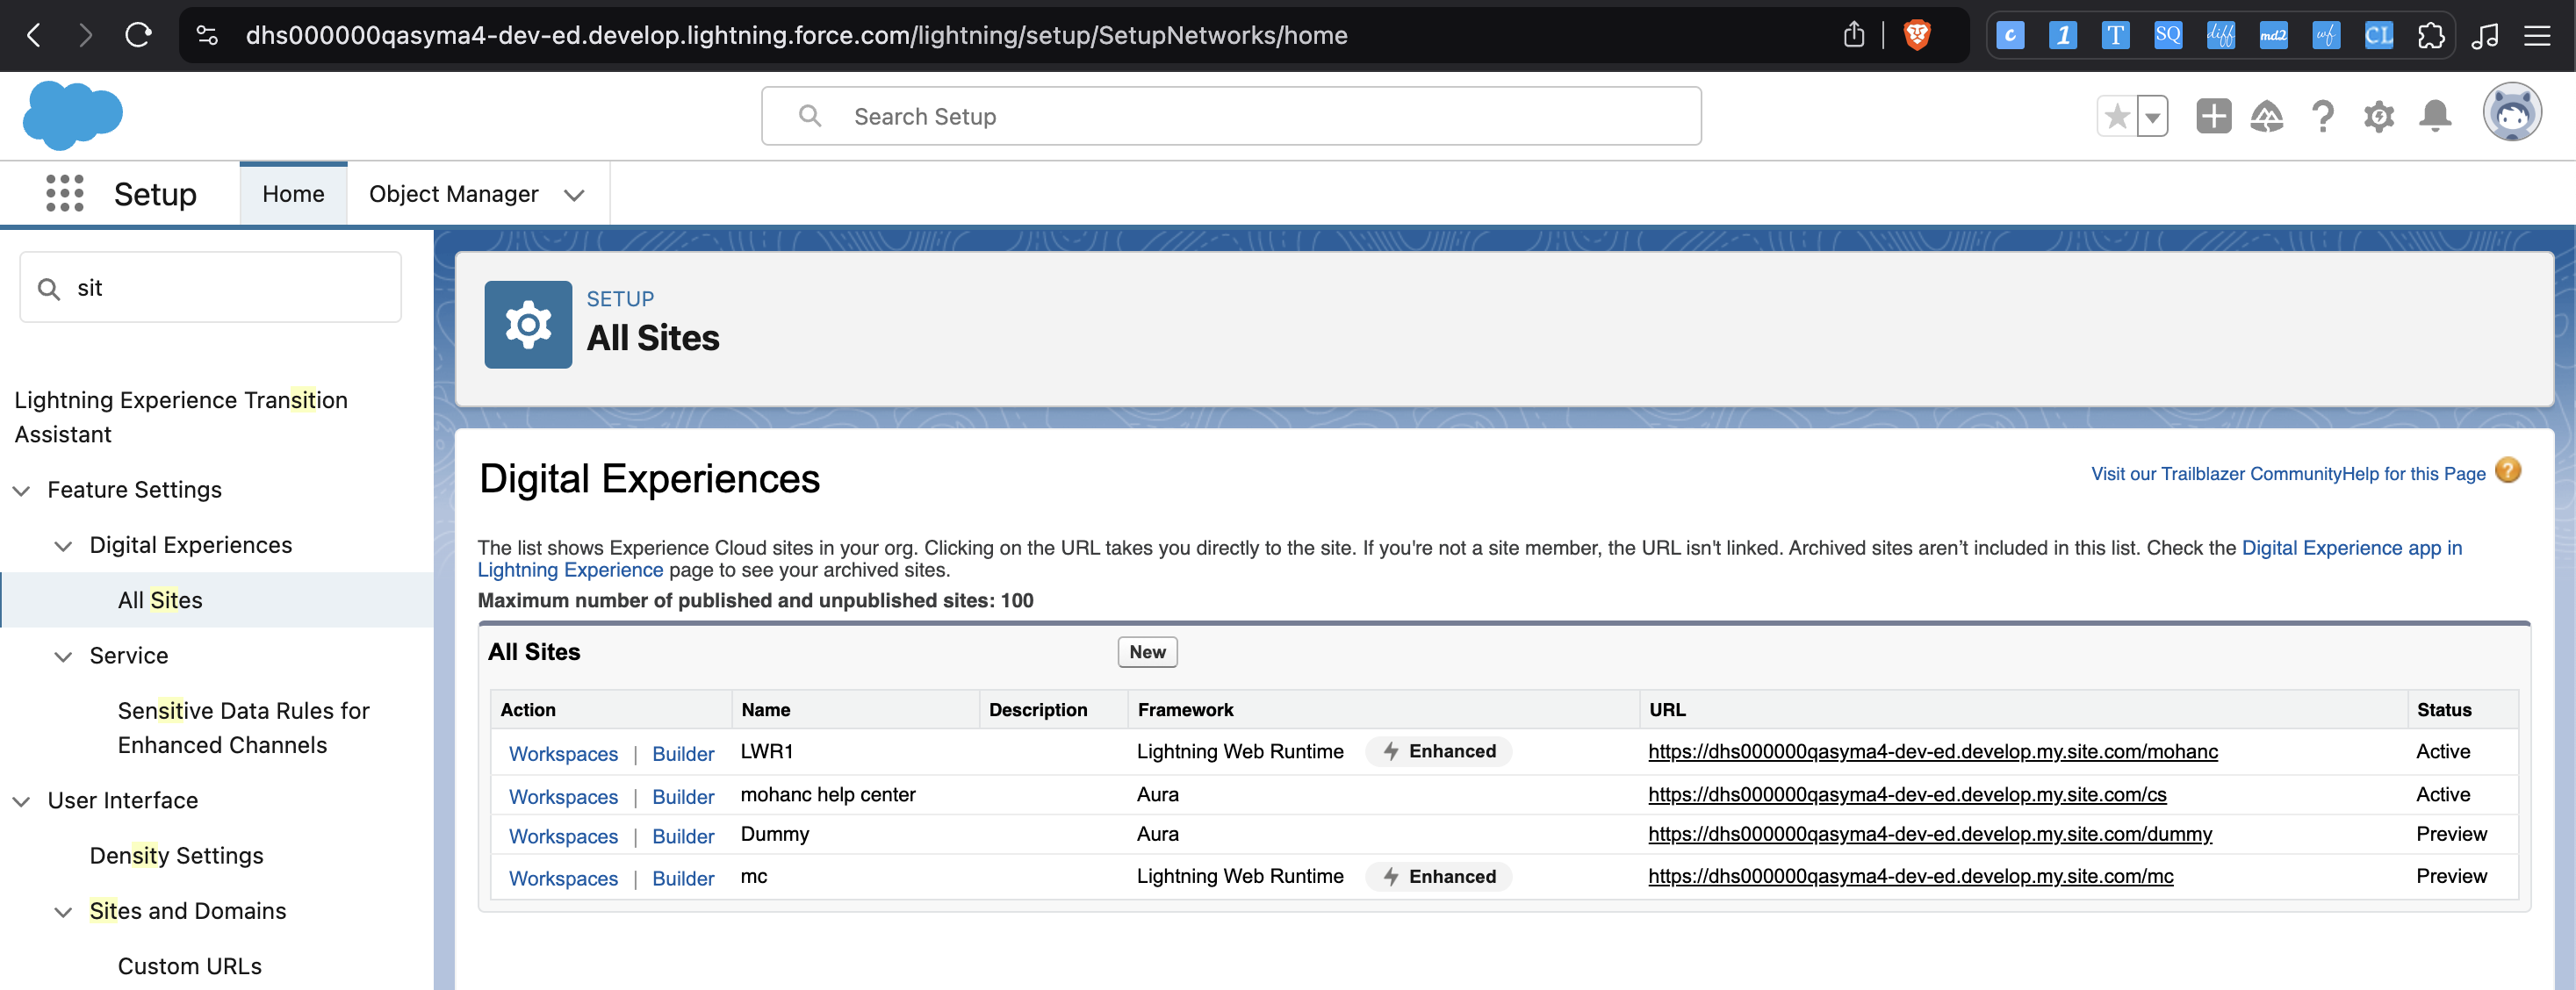 dhs000000qasyma4-dev-ed.develop.lightning.force.com/lightning/setup/SetupNetworks/home
c
1
T
SQ
diff
md2
wf
CL
Search Setup
Setup
Home
Object Manager
sit
Lightning Experience Transition
Assistant
Feature Settings
Digital Experiences
All Sites
Service
Sensitive Data Rules for
Enhanced Channels
User Interface
Density Settings
Sites and Domains
Custom URLs
SETUP
All Sites
Digital Experiences
Visit our Trailblazer CommunityHelp for this Page ?
The list shows Experience Cloud sites in your org. Clicking on the URL takes you directly to the site. If you're not a site member, the URL isn't linked. Archived sites aren’t included in this list. Check the Digital Experience app in
Lightning Experience page to see your archived sites.
Maximum number of published and unpublished sites: 100
All Sites New
Action Name Description Framework URL Status
Workspaces | Builder LWR1 Lightning Web Runtime Enhanced https://dhs000000qasyma4-dev-ed.develop.my.site.com/mohanc Active
Workspaces | Builder mohanc help center Aura https://dhs000000qasyma4-dev-ed.develop.my.site.com/cs Active
Workspaces | Builder Dummy Aura https://dhs000000qasyma4-dev-ed.develop.my.site.com/dummy Preview
Workspaces | Builder mc Lightning Web Runtime Enhanced https://dhs000000qasyma4-dev-ed.develop.my.site.com/mc Preview